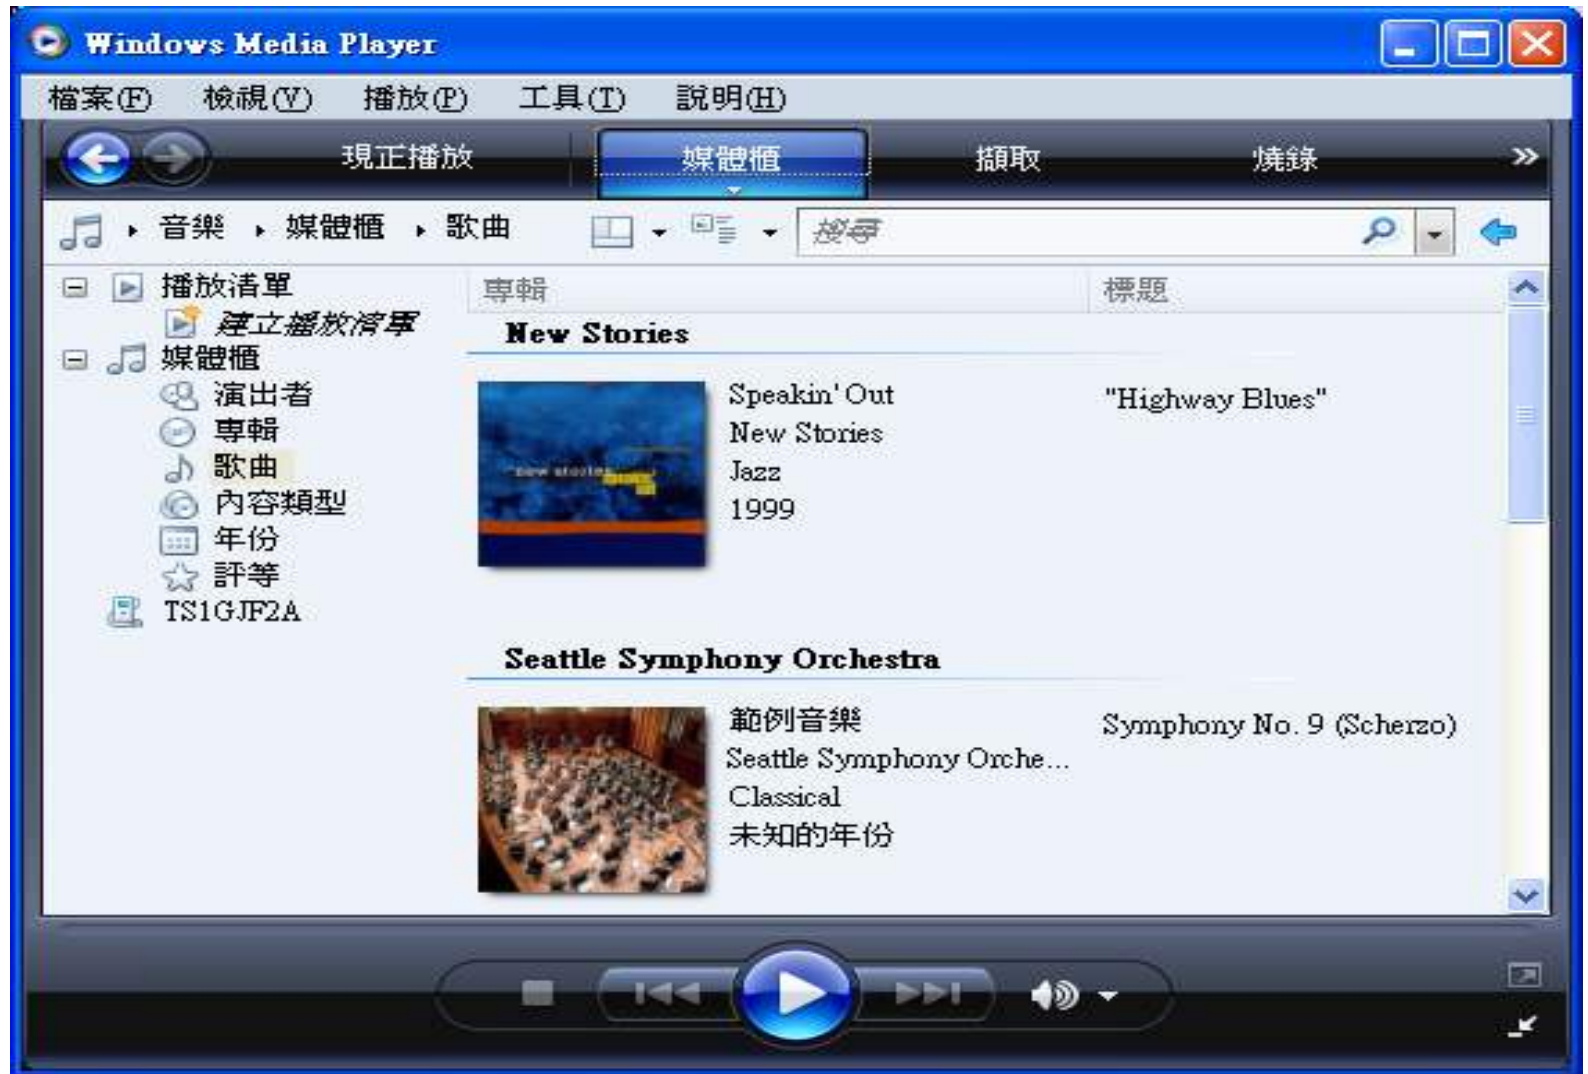 Windows Media Player
檔案(F) 檢視(V) 播放(P) 工具(T) 說明(H)
現正播放 媒體櫃 擷取 燒錄 »
音樂 媒體櫃 歌曲 搜尋
播放清單
建立播放清單
媒體櫃
演出者
專輯
歌曲
內容類型
年份
評等
TS1GJF2A
專輯 標題
New Stories
new stories
Speakin' Out "Highway Blues"
New Stories
Jazz
1999
Seattle Symphony Orchestra
範例音樂 Symphony No. 9 (Scherzo)
Seattle Symphony Orche...
Classical
未知的年份